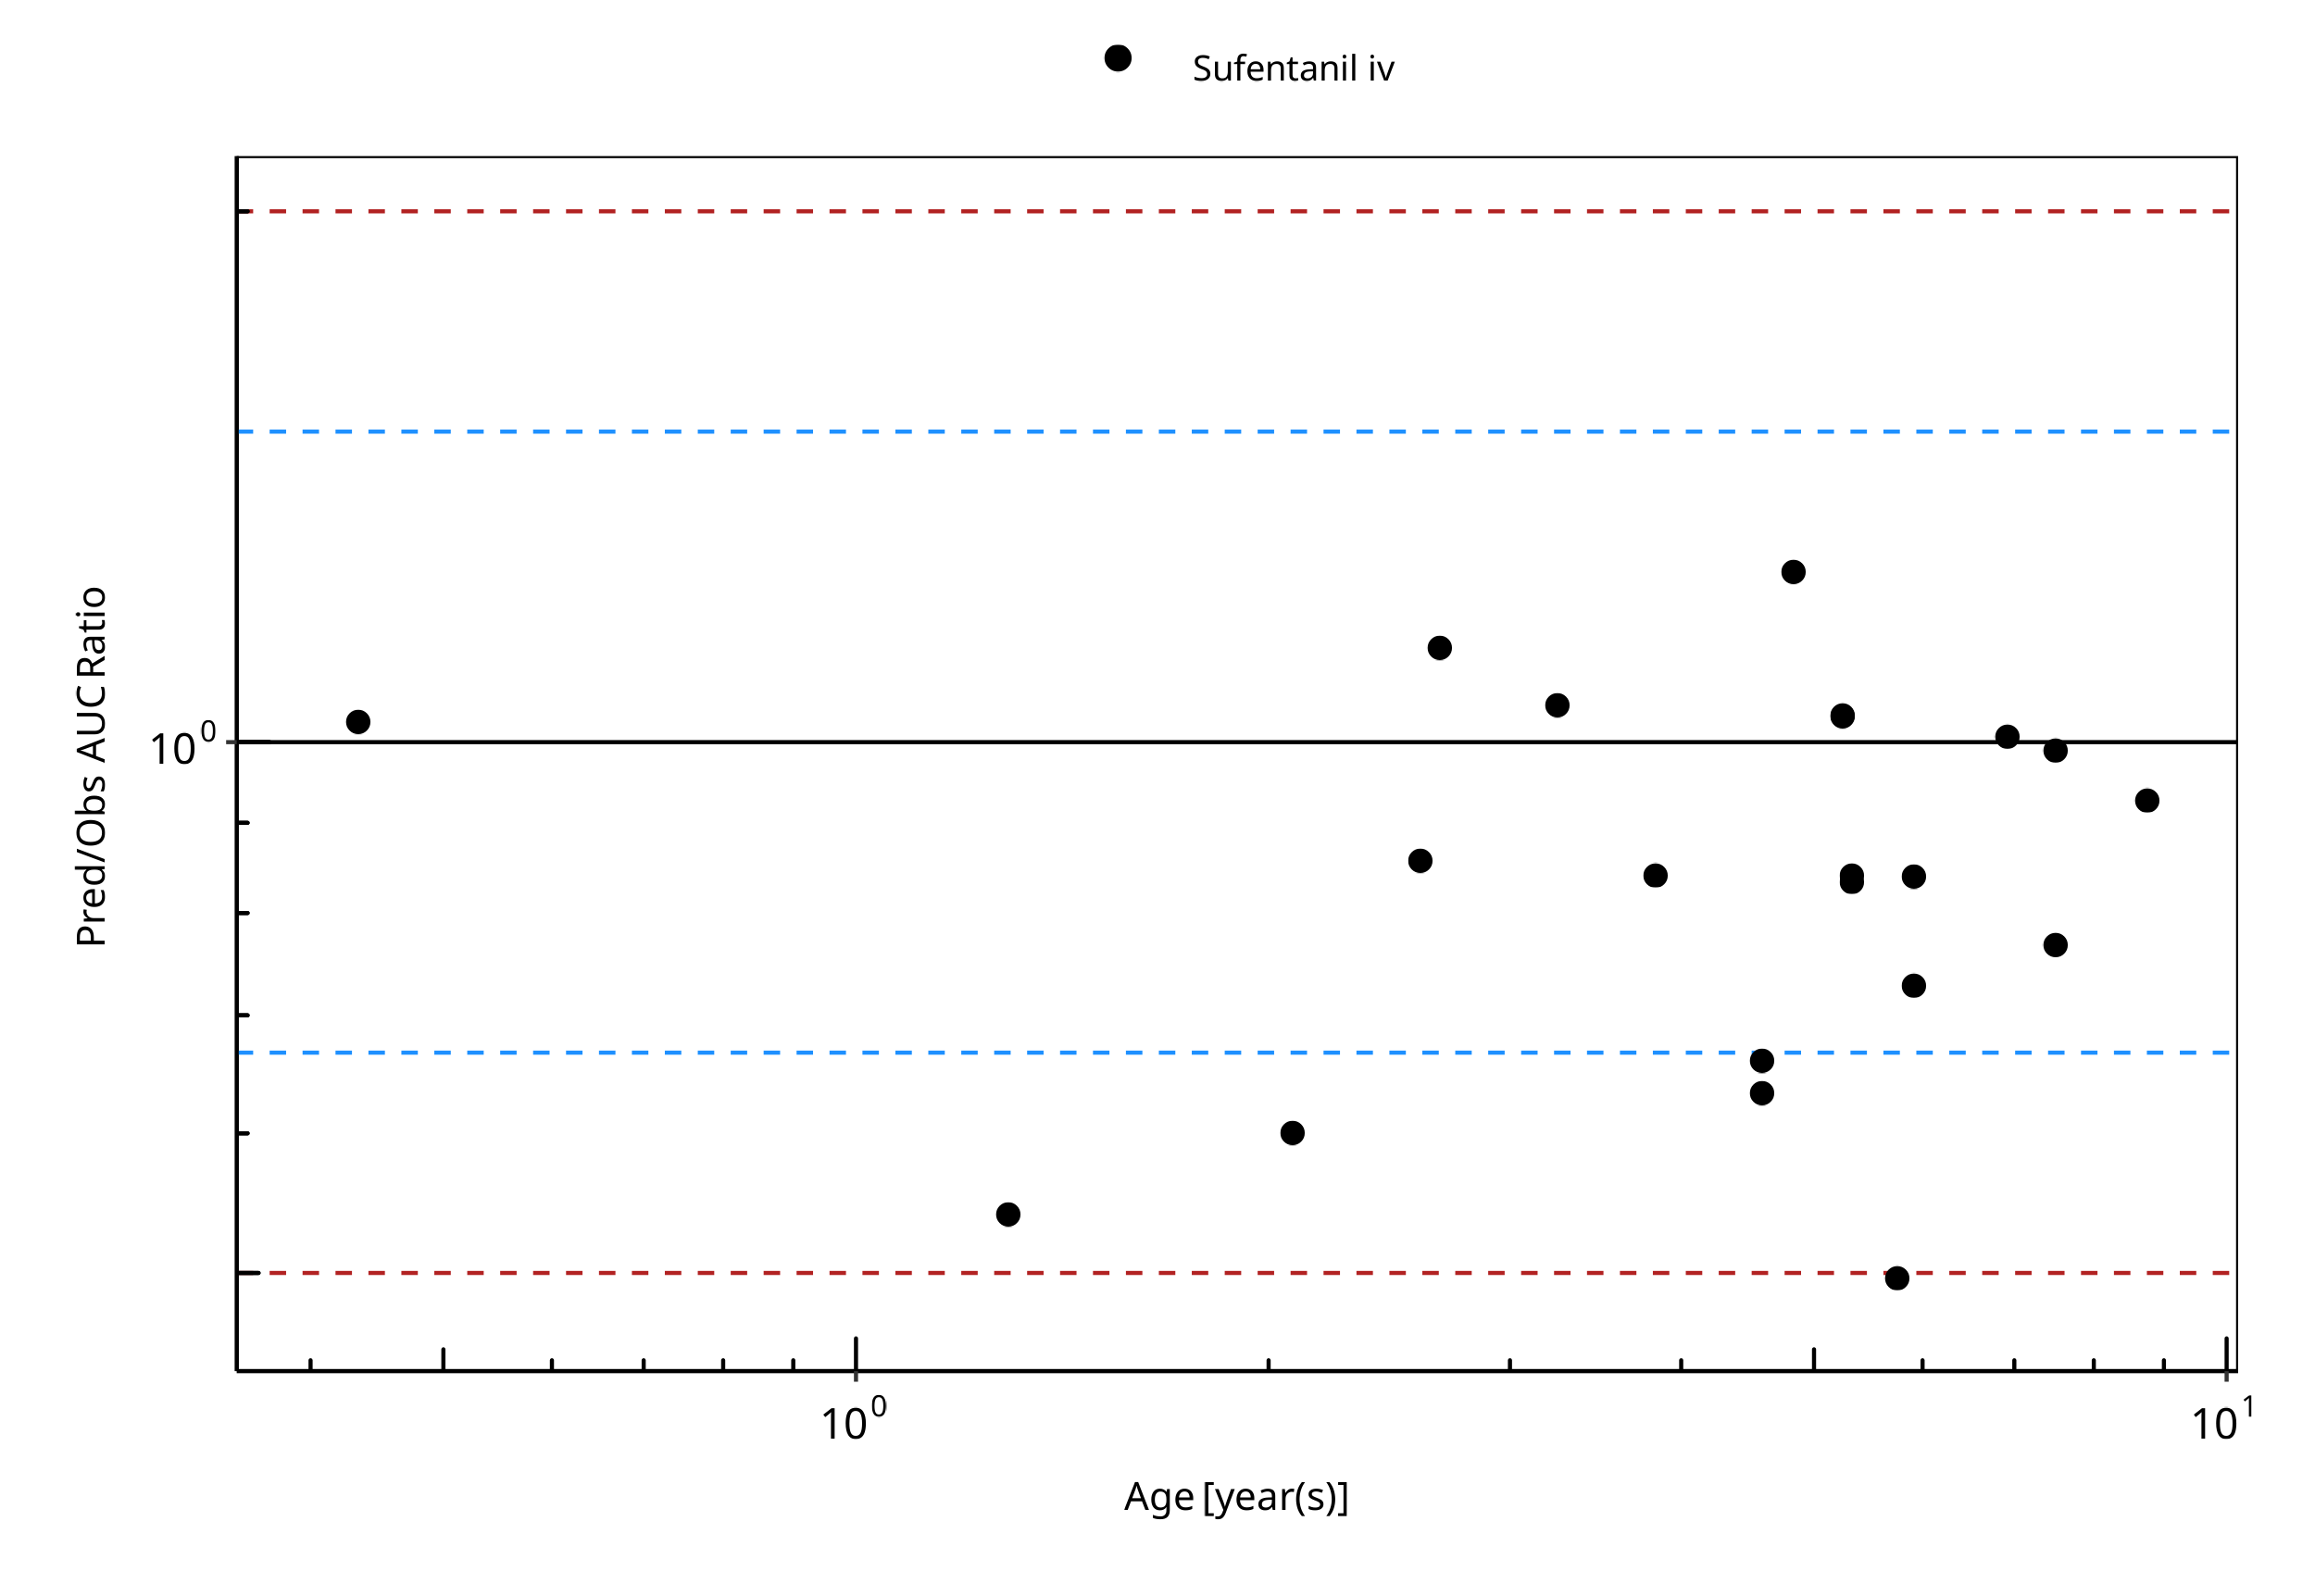 Sufentanil iv
Pred/Obs AUC Ratio
10⁰
10⁰
10¹
Age [year(s)]